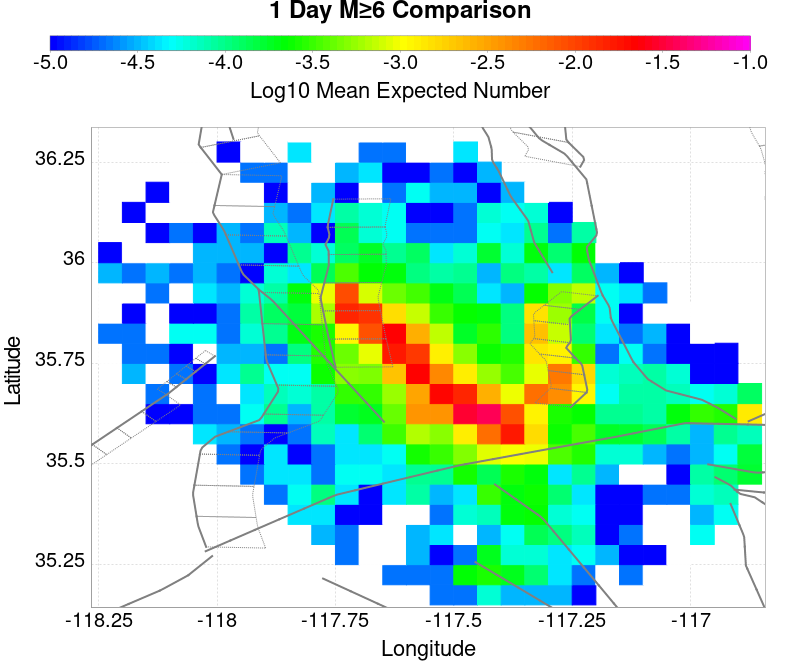 1 Day M≥6 Comparison
-5.0 -4.5 -4.0 -3.5 -3.0 -2.5 -2.0 -1.5 -1.0
Log10 Mean Expected Number
36.25
36
35.75
35.5
35.25
Latitude
-118.25 -118 -117.75 -117.5 -117.25 -117
Longitude